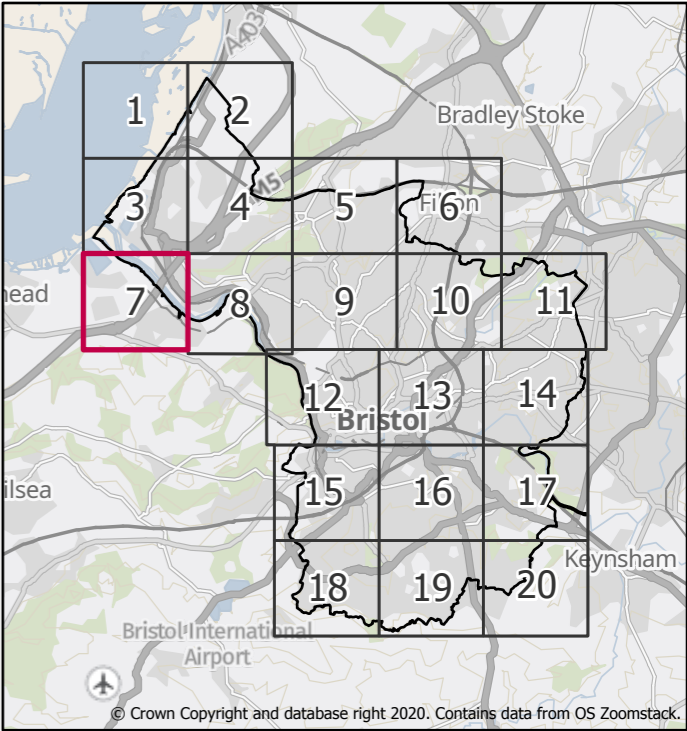 A403
1
2
Bradley Stoke
M5
3
4
5
Filton
6
head
7
8
9
10
11
12
13
14
Bristol
ilsea
15
16
17
Keynsham
18
19
20
Bristol International
Airport
© Crown Copyright and database right 2020. Contains data from OS Zoomstack.